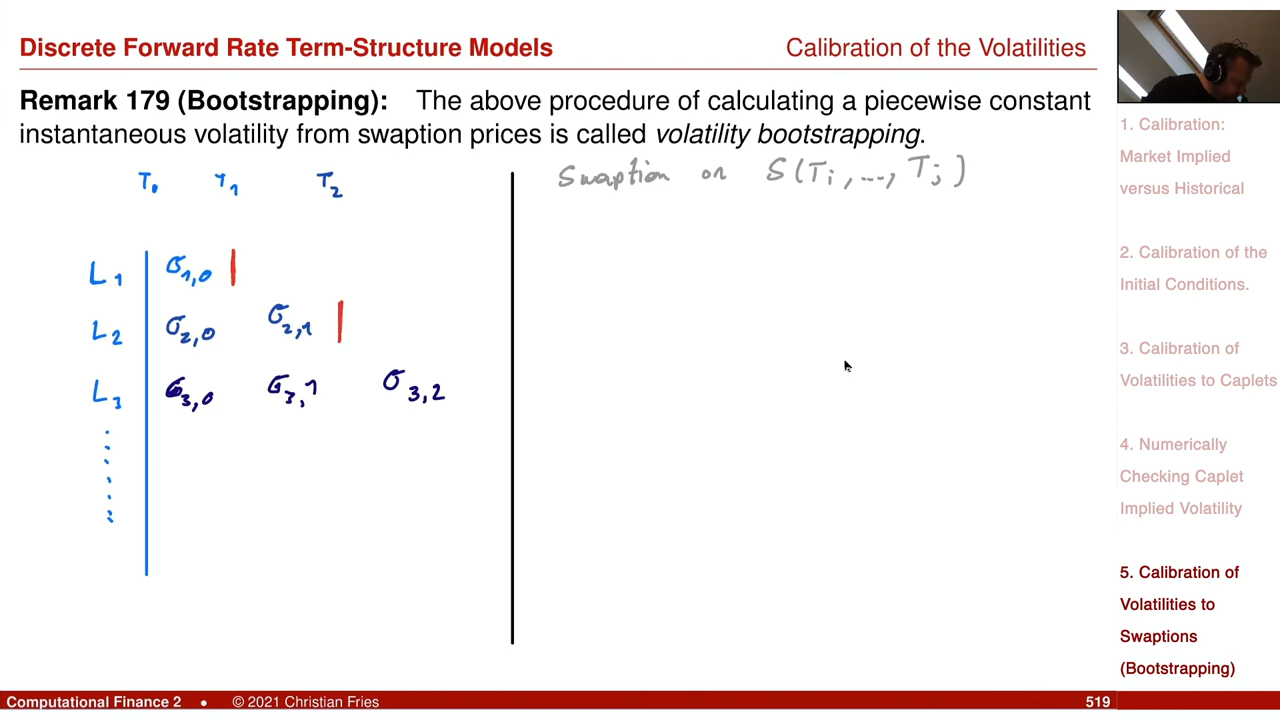 Discrete Forward Rate Term-Structure Models
Calibration of the Volatilities
Remark 179 (Bootstrapping): The above procedure of calculating a piecewise constant
instantaneous volatility from swaption prices is called volatility bootstrapping.
T₀ T₁ T₂
L₁ σ₁,₀
L₂ σ₂,₀ σ₂,₁
L₃ σ₃,₀ σ₃,₁ σ₃,₂
Swaption on S(Tᵢ, ..., Tⱼ)
1. Calibration:
Market Implied
versus Historical
2. Calibration of the
Initial Conditions.
3. Calibration of
Volatilities to Caplets
4. Numerically
Checking Caplet
Implied Volatility
5. Calibration of
Volatilities to
Swaptions
(Bootstrapping)
Computational Finance 2 • © 2021 Christian Fries
519